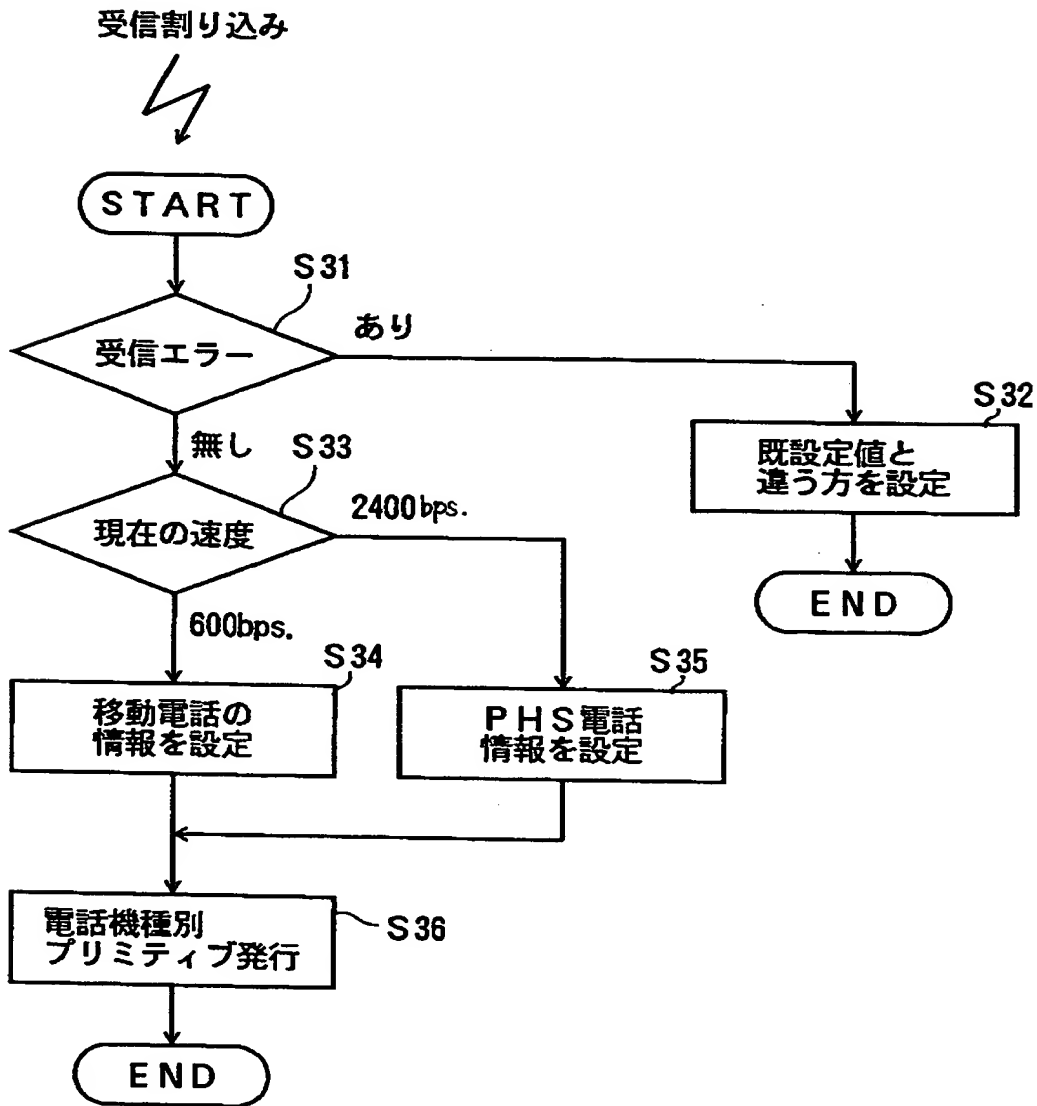 受信割り込み
START
S31
受信エラー
あり
S32
既設定値と
違う方を設定
END
無し
S33
現在の速度
2400bps.
600bps.
S34
移動電話の
情報を設定
S35
PHS電話
情報を設定
電話機種別
プリミティブ発行
S36
END